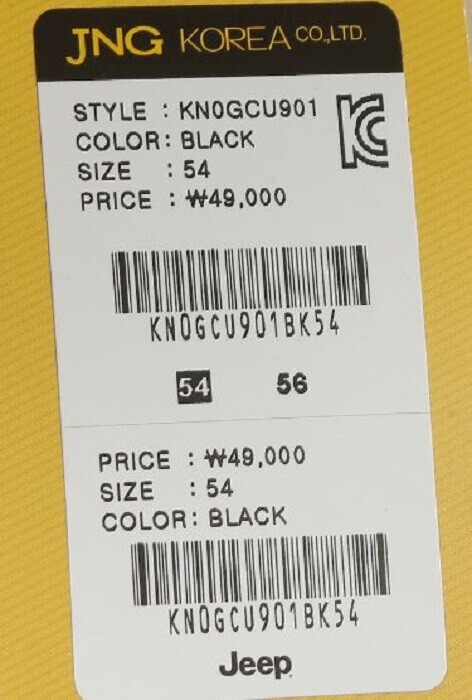 JNG KOREA CO.,LTD.
STYLE : KN0GCU901
COLOR: BLACK
SIZE : 54
PRICE : ₩49,000
KN0GCU901BK54
54 56
PRICE : ₩49,000
SIZE : 54
COLOR: BLACK
KN0GCU901BK54
Jeep